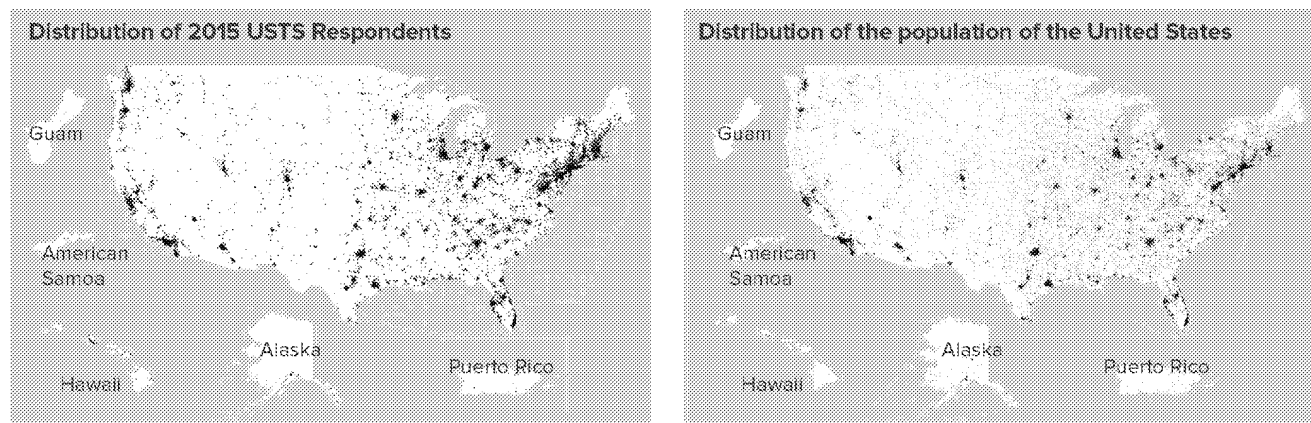 Distribution of 2015 USTS Respondents
Guam
American
Samoa
Hawaii
Alaska
Puerto Rico
Distribution of the population of the United States
Guam
American
Samoa
Hawaii
Alaska
Puerto Rico